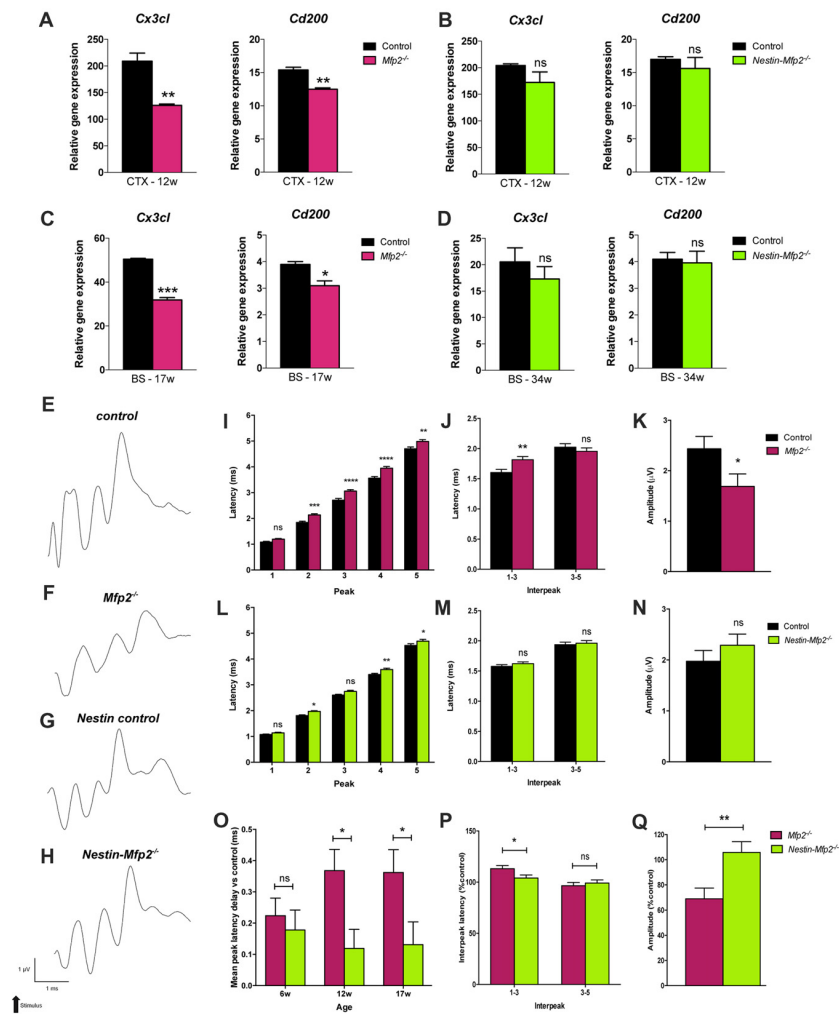 A
Cx3cl
Cd200
Control
Mfp2-/-
Relative gene expression
250
200
150
100
50
0
**
CTX - 12w
Relative gene expression
20
15
10
5
0
**
CTX - 12w
B
Cx3cl
Cd200
Control
Nestin-Mfp2-/-
Relative gene expression
250
200
150
100
50
0
ns
CTX - 12w
Relative gene expression
20
15
10
5
0
ns
CTX - 12w
C
Cx3cl
Cd200
Control
Mfp2-/-
Relative gene expression
60
40
20
0
***
BS - 17w
Relative gene expression
5
4
3
2
1
0
*
BS - 17w
D
Cx3cl
Cd200
Control
Nestin-Mfp2-/-
Relative gene expression
25
20
15
10
5
0
ns
BS - 34w
Relative gene expression
5
4
3
2
1
0
ns
BS - 34w
E
control
F
Mfp2-/-
G
Nestin control
H
Nestin-Mfp2-/-
1 µV
1 ms
Stimulus
I
Latency (ms)
6
5
4
3
2
1
0
ns
***
****
****
**
1 2 3 4 5
Peak
J
Latency (ms)
2.5
2.0
1.5
1.0
0.5
0.0
**
ns
1-3 3-5
Interpeak
K
Amplitude (µV)
3
2
1
0
*
Control
Mfp2-/-
L
Latency (ms)
6
5
4
3
2
1
0
ns
*
ns
**
*
1 2 3 4 5
Peak
M
Latency (ms)
2.5
2.0
1.5
1.0
0.5
0.0
ns
ns
1-3 3-5
Interpeak
N
Amplitude (µV)
3
2
1
0
ns
Control
Nestin-Mfp2-/-
O
Mean peak latency delay vs control (ms)
0.5
0.4
0.3
0.2
0.1
0.0
ns
*
*
6w 12w 17w
Age
P
Interpeak latency (%control)
150
100
50
0
*
ns
1-3 3-5
Interpeak
Q
Amplitude (%control)
120
100
80
60
40
20
0
**
Mfp2-/-
Nestin-Mfp2-/-